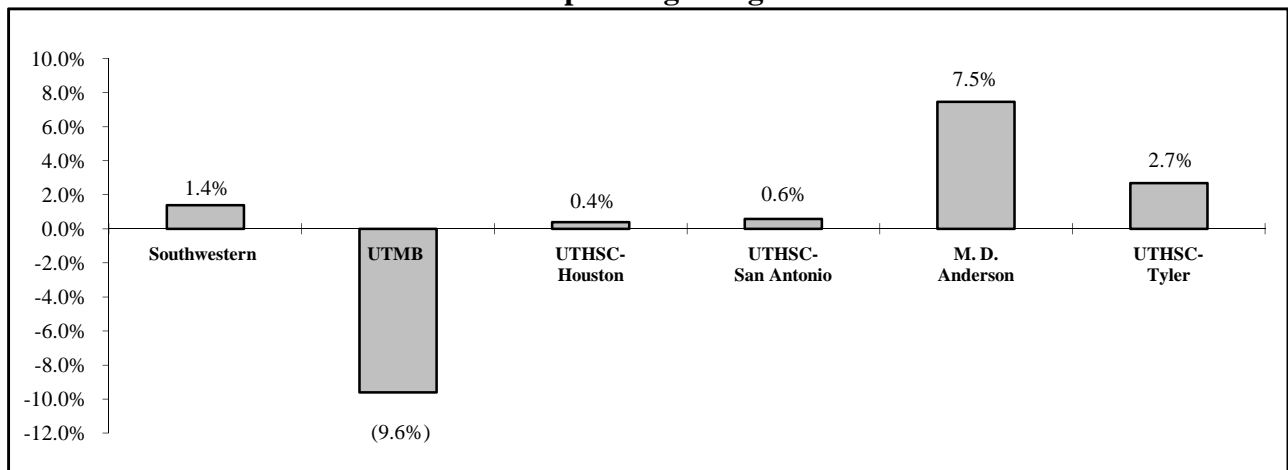 10.0%
8.0%
6.0%
4.0%
2.0%
0.0%
-2.0%
-4.0%
-6.0%
-8.0%
-10.0%
-12.0%
1.4%
(9.6%)
0.4%
0.6%
7.5%
2.7%
Southwestern
UTMB
UTHSC-
Houston
UTHSC-
San Antonio
M. D.
Anderson
UTHSC-
Tyler